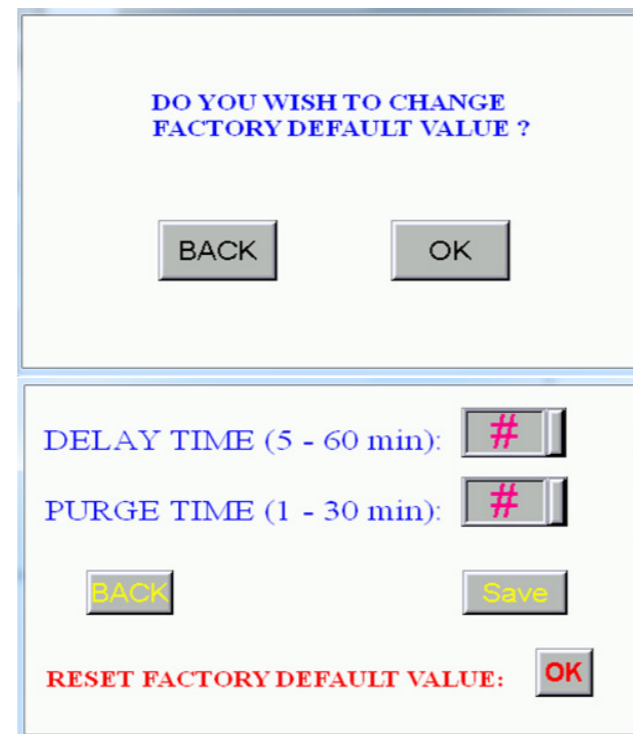 DO YOU WISH TO CHANGE
FACTORY DEFAULT VALUE ?
BACK OK
DELAY TIME (5 - 60 min): #
PURGE TIME (1 - 30 min): #
BACK Save
RESET FACTORY DEFAULT VALUE: OK